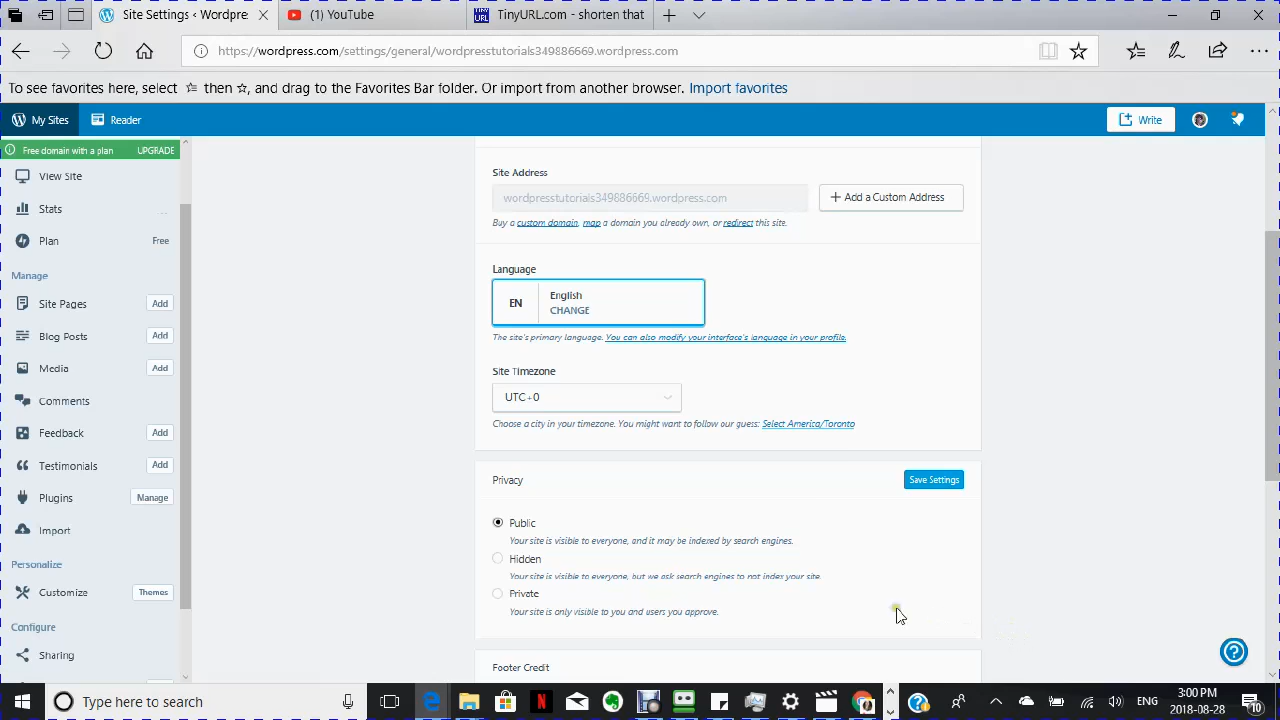 Site Settings ‹ Wordpre:
(1) YouTube
TinyURL.com - shorten that
https://wordpress.com/settings/general/wordpresstutorials349886669.wordpress.com
To see favorites here, select then , and drag to the Favorites Bar folder. Or import from another browser. Import favorites
My Sites
Reader
Write
Free domain with a plan UPGRADE
View Site
Stats
Plan Free
Manage
Site Pages Add
Blog Posts Add
Media Add
Comments
Feedback Add
Testimonials Add
Plugins Manage
Import
Personalize
Customize Themes
Configure
Sharing
Site Address
wordpresstutorials349886669.wordpress.com
+ Add a Custom Address
Buy a custom domain, map a domain you already own, or redirect this site.
Language
EN
English
CHANGE
The site's primary language. You can also modify your interface's language in your profile.
Site Timezone
UTC+0
Choose a city in your timezone. You might want to follow our guess: Select America/Toronto
Privacy
Save Settings
Public
Your site is visible to everyone, and it may be indexed by search engines.
Hidden
Your site is visible to everyone, but we ask search engines to not index your site.
Private
Your site is only visible to you and users you approve.
Footer Credit
Type here to search
ENG
3:00 PM
2018-08-28
10